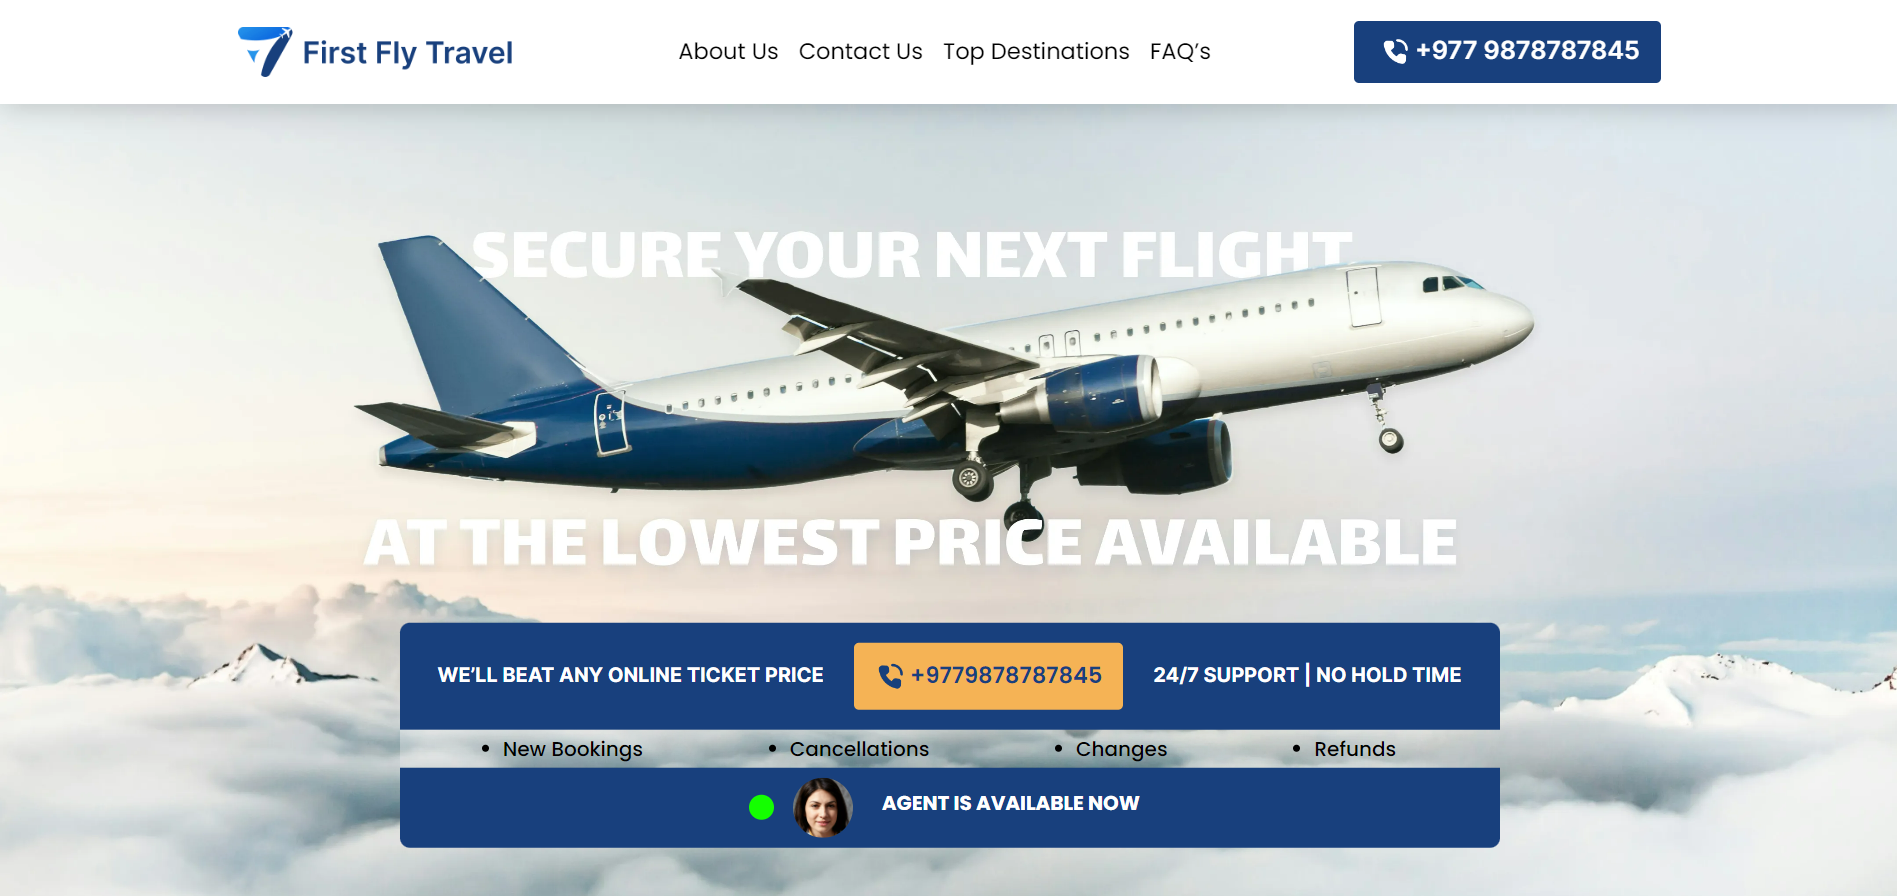 First Fly Travel
About Us Contact Us Top Destinations FAQ’s
+977 9878787845
SECURE YOUR NEXT FLIGHT
AT THE LOWEST PRICE AVAILABLE
WE’LL BEAT ANY ONLINE TICKET PRICE
+9779878787845
24/7 SUPPORT | NO HOLD TIME
• New Bookings
• Cancellations
• Changes
• Refunds
AGENT IS AVAILABLE NOW